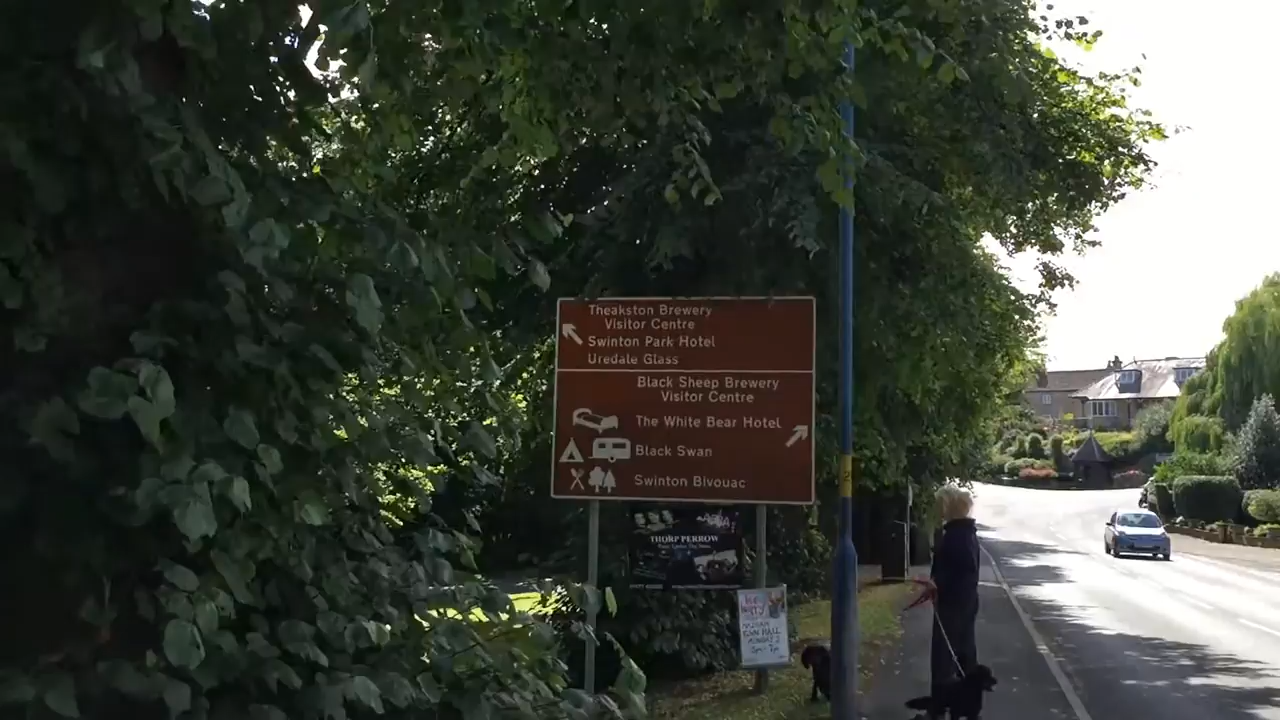 Theakston Brewery
Visitor Centre
Swinton Park Hotel
Uredale Glass
Black Sheep Brewery
Visitor Centre
The White Bear Hotel
Black Swan
Swinton Bivouac
THORP PERROW